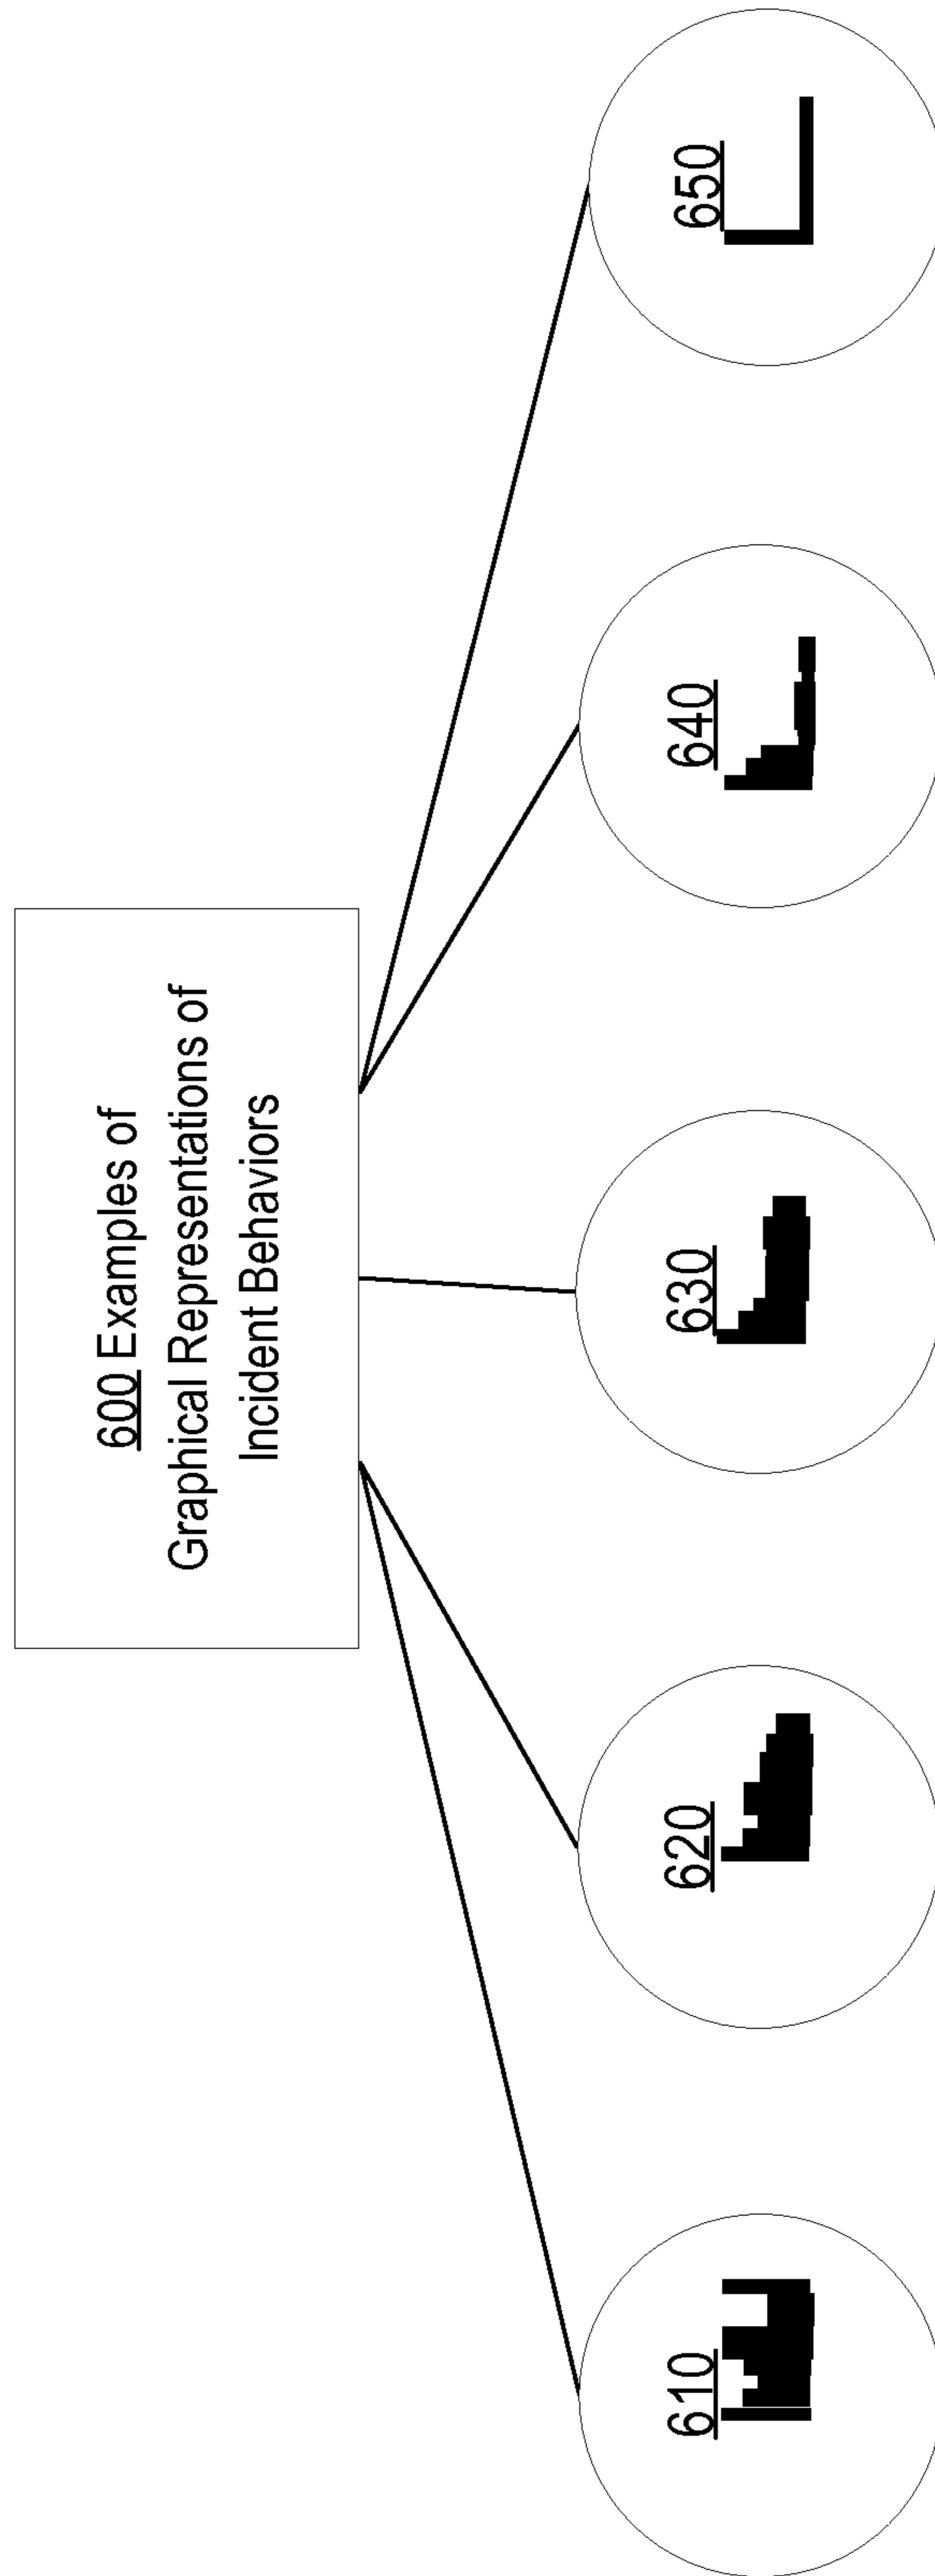 600 Examples of
Graphical Representations of
Incident Behaviors
610
620
630
640
650